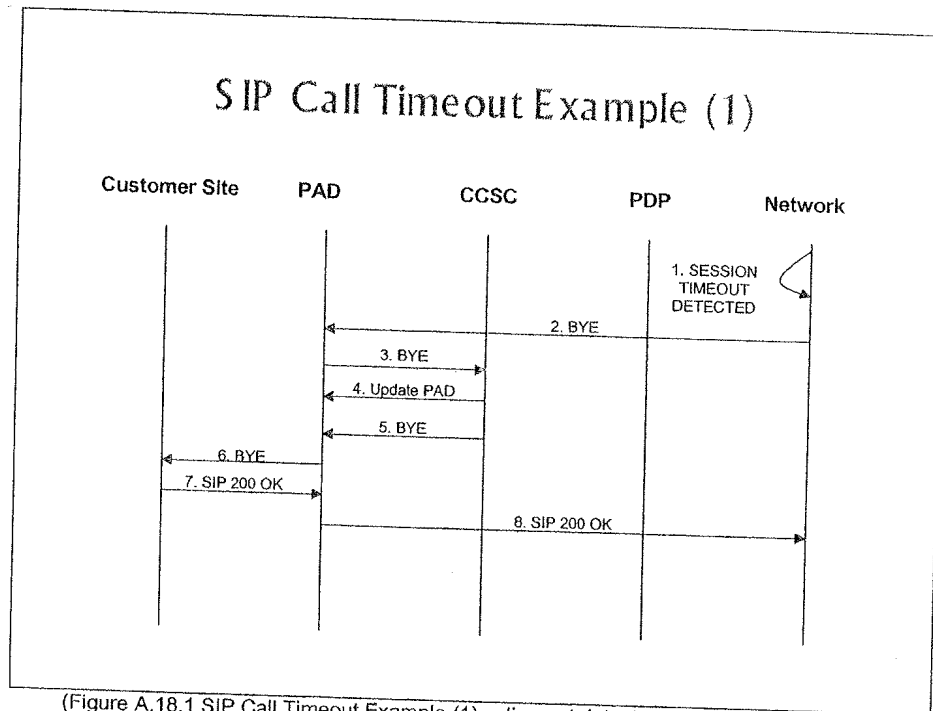 SIP Call Timeout Example (1)
Customer Site PAD CCSC PDP Network
1. SESSION
TIMEOUT
DETECTED
2. BYE
3. BYE
4. Update PAD
5. BYE
6. BYE
7. SIP 200 OK
8. SIP 200 OK
(Figure A.18.1 SIP Call Timeout Example (1)